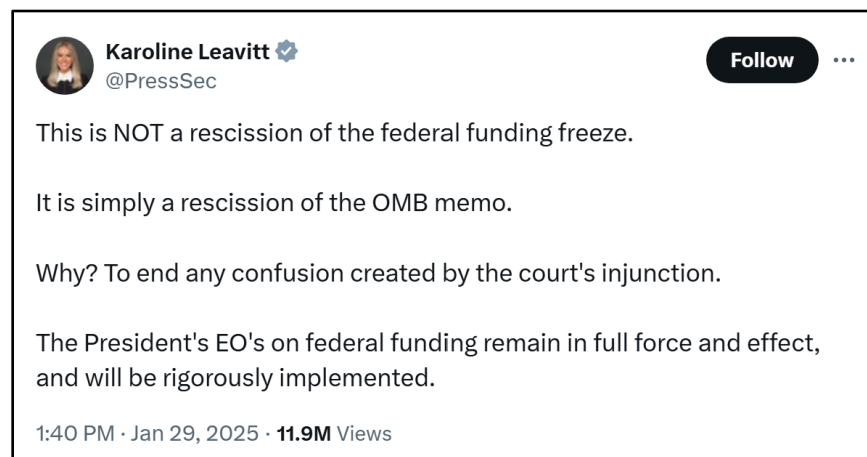 Karoline Leavitt
@PressSec
Follow
This is NOT a rescission of the federal funding freeze.
It is simply a rescission of the OMB memo.
Why? To end any confusion created by the court's injunction.
The President's EO's on federal funding remain in full force and effect,
and will be rigorously implemented.
1:40 PM · Jan 29, 2025 · 11.9M Views